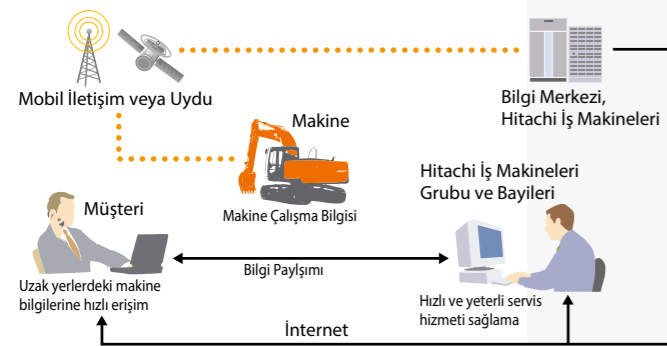 Mobil İletişim veya Uydu
Bilgi Merkezi,
Hitachi İş Makineleri
Makine
Makine Çalışma Bilgisi
Hitachi İş Makineleri
Grubu ve Bayileri
Müşteri
Bilgi Paylşımı
Uzak yerlerdeki makine
bilgilerine hızlı erişim
Hızlı ve yeterli servis
hizmeti sağlama
İnternet